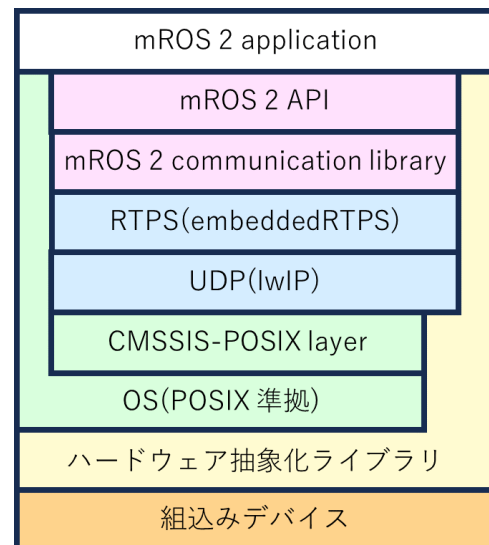 mROS 2 application
mROS 2 API
mROS 2 communication library
RTPS(embeddedRTPS)
UDP(lwIP)
CMSSIS-POSIX layer
OS(POSIX 準拠)
ハードウェア抽象化ライブラリ
組込みデバイス